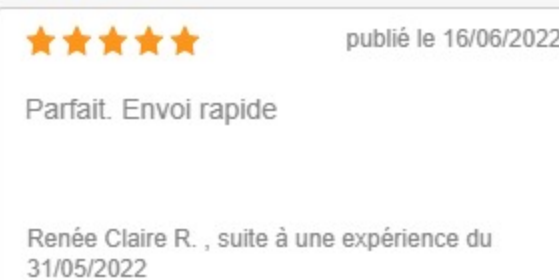 publié le 16/06/2022
Parfait. Envoi rapide
Renée Claire R. , suite à une expérience du
31/05/2022